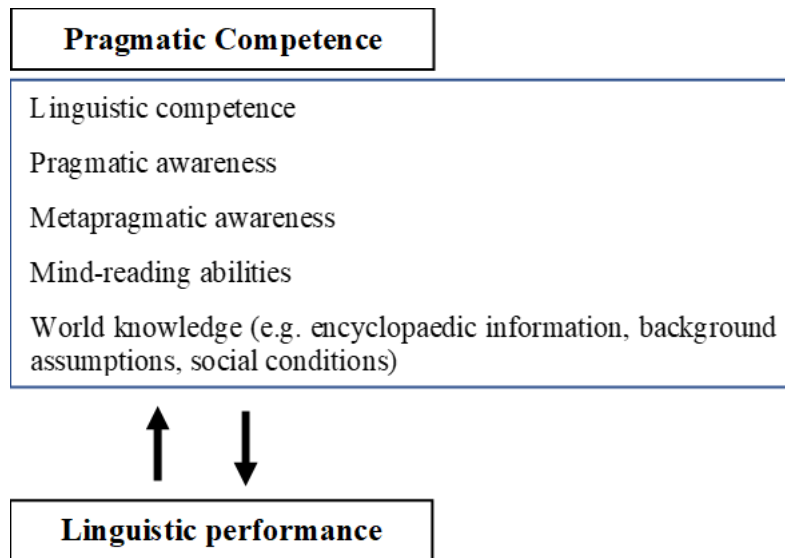 Pragmatic Competence
Linguistic competence
Pragmatic awareness
Metapragmatic awareness
Mind-reading abilities
World knowledge (e.g. encyclopaedic information, background
assumptions, social conditions)
Linguistic performance